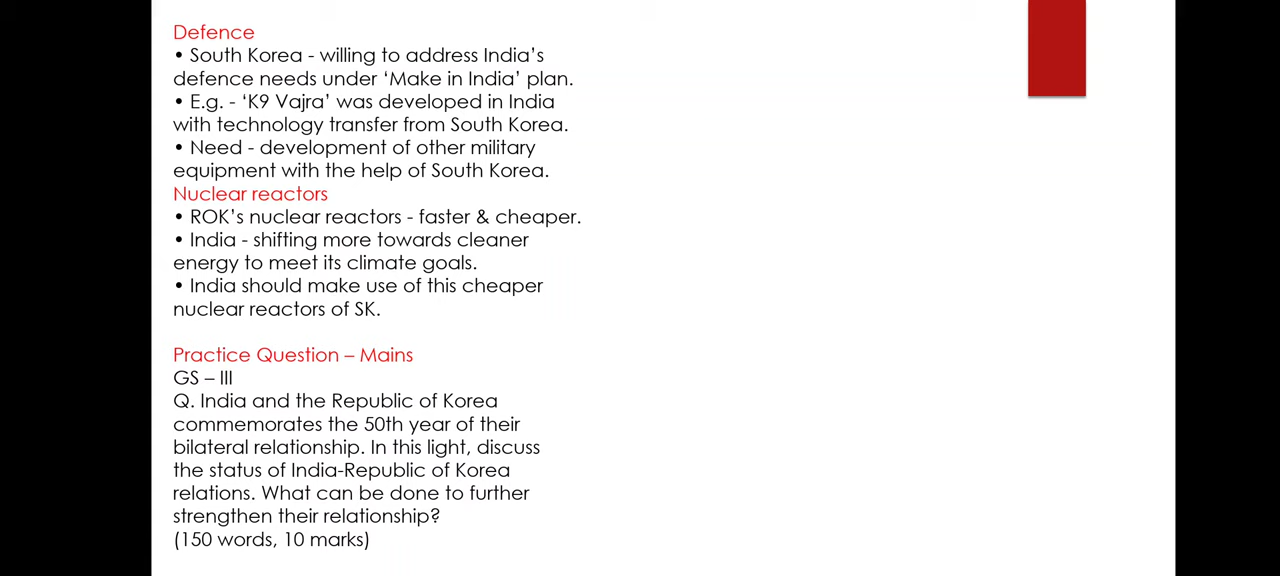 Defence
• South Korea - willing to address India’s
defence needs under ‘Make in India’ plan.
• E.g. - ‘K9 Vajra’ was developed in India
with technology transfer from South Korea.
• Need - development of other military
equipment with the help of South Korea.
Nuclear reactors
• ROK’s nuclear reactors - faster & cheaper.
• India - shifting more towards cleaner
energy to meet its climate goals.
• India should make use of this cheaper
nuclear reactors of SK.
Practice Question – Mains
GS – III
Q. India and the Republic of Korea
commemorates the 50th year of their
bilateral relationship. In this light, discuss
the status of India-Republic of Korea
relations. What can be done to further
strengthen their relationship?
(150 words, 10 marks)